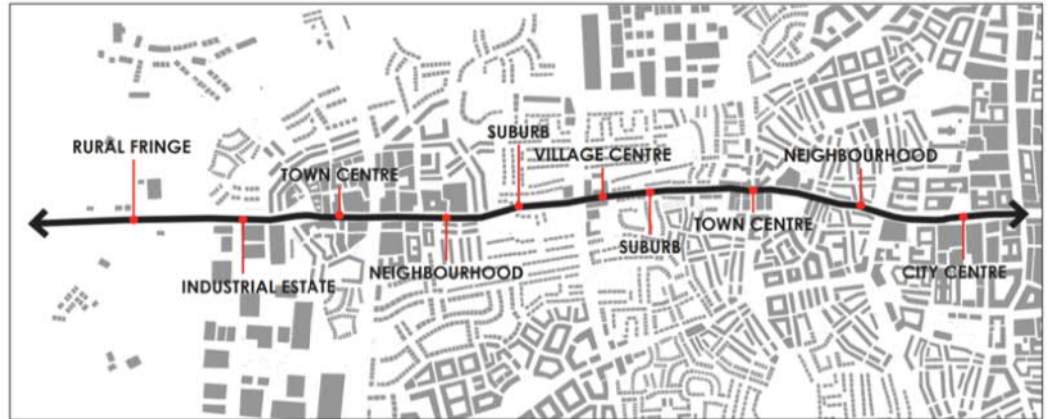 RURAL FRINGE
INDUSTRIAL ESTATE
TOWN CENTRE
NEIGHBOURHOOD
SUBURB
VILLAGE CENTRE
SUBURB
TOWN CENTRE
NEIGHBOURHOOD
CITY CENTRE